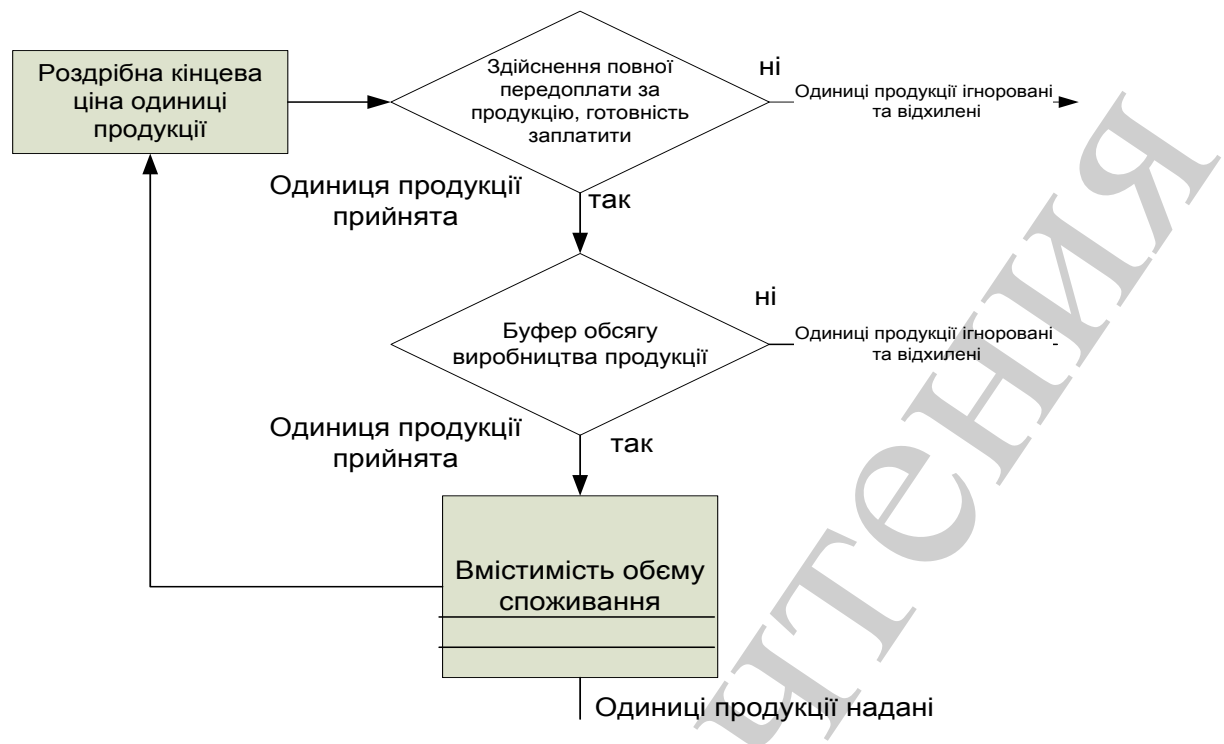 Роздрібна кінцева
ціна одиниці
продукції
Здійснення повної
передоплати за
продукцію, готовність
заплатити
ні
Одиниці продукції ігноровані
та відхилені
Одиниця продукції
прийнята
так
Буфер обсягу
виробництва продукції
ні
Одиниці продукції ігноровані
та відхилені
Одиниця продукції
прийнята
так
Вмістимість обєму
споживання
Одиниці продукції надані
чтения